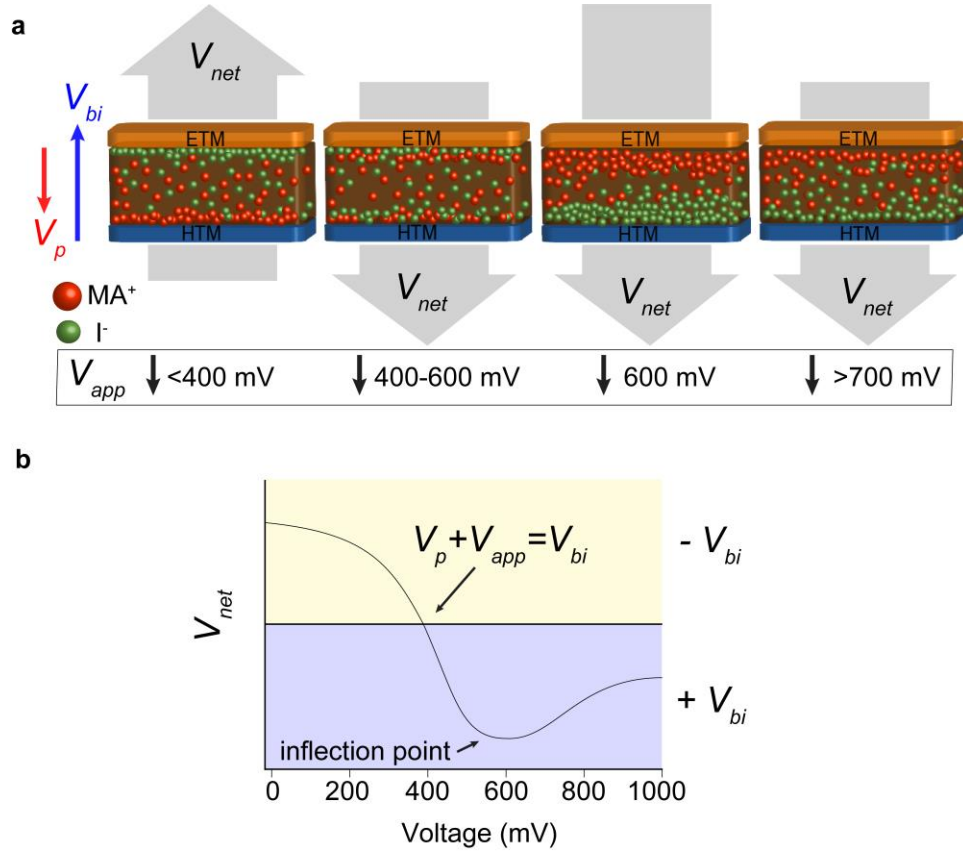 a
V_net
V_bi
V_p
ETM ETM ETM ETM
HTM HTM HTM HTM
V_net V_net V_net
MA⁺
I⁻
V_app <400 mV 400-600 mV 600 mV >700 mV
b
V_p+V_app=V_bi
- V_bi
V_net
+ V_bi
inflection point
0 200 400 600 800 1000
Voltage (mV)